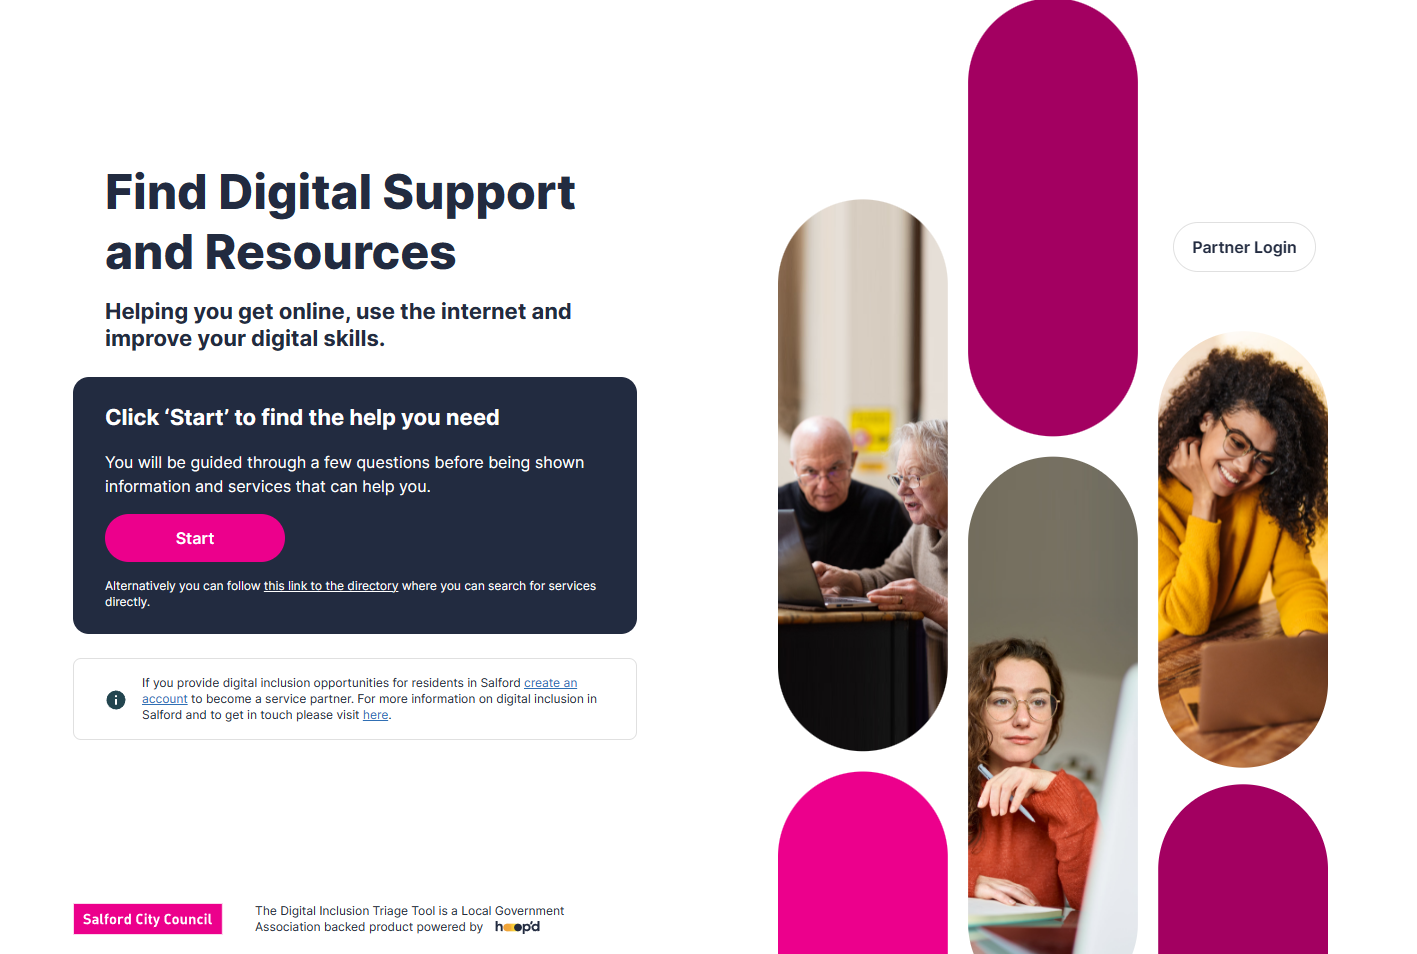 Find Digital Support
and Resources
Partner Login
Helping you get online, use the internet and
improve your digital skills.
Click ‘Start’ to find the help you need
You will be guided through a few questions before being shown
information and services that can help you.
Start
Alternatively you can follow this link to the directory where you can search for services
directly.
If you provide digital inclusion opportunities for residents in Salford create an
account to become a service partner. For more information on digital inclusion in
Salford and to get in touch please visit here.
Salford City Council
The Digital Inclusion Triage Tool is a Local Government
Association backed product powered by hoop'd